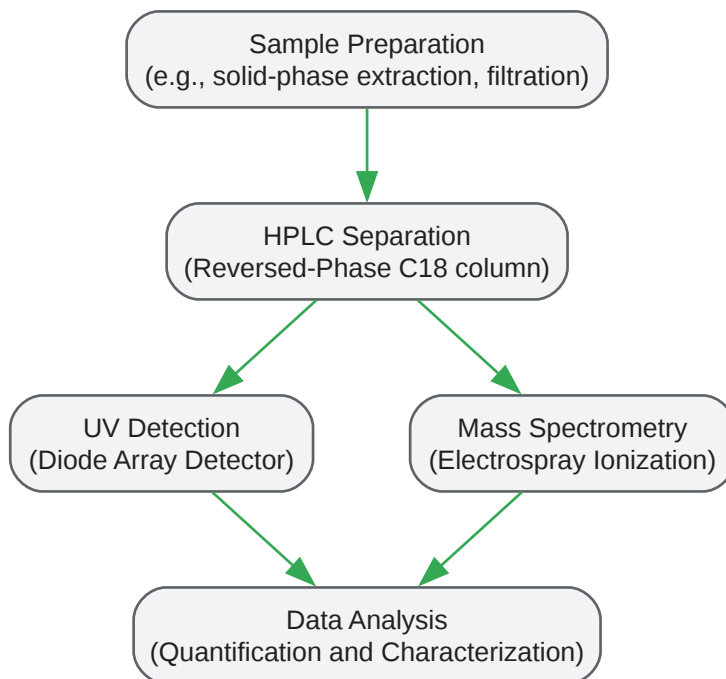 Sample Preparation
(e.g., solid-phase extraction, filtration)
HPLC Separation
(Reversed-Phase C18 column)
UV Detection
(Diode Array Detector)
Mass Spectrometry
(Electrospray Ionization)
Data Analysis
(Quantification and Characterization)